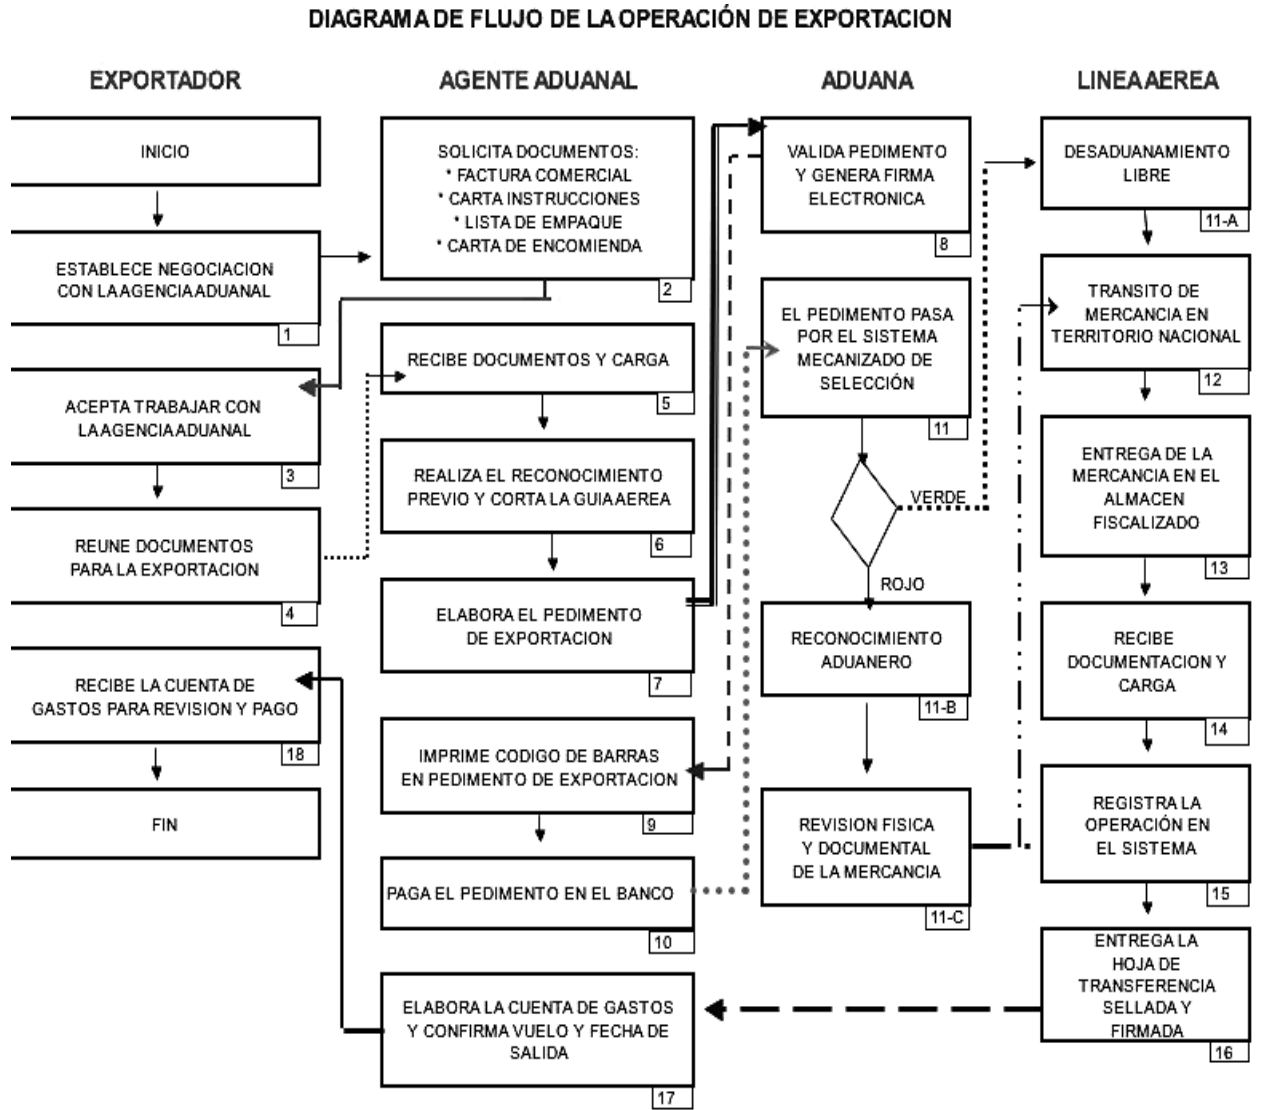 DIAGRAMA DE FLUJO DE LA OPERACIÓN DE EXPORTACION
EXPORTADOR
INICIO
ESTABLECE NEGOCIACION
CON LA AGENCIA ADUANAL
1
ACEPTA TRABAJAR CON
LA AGENCIA ADUANAL
3
REUNE DOCUMENTOS
PARA LA EXPORTACION
4
RECIBE LA CUENTA DE
GASTOS PARA REVISION Y PAGO
18
FIN
AGENTE ADUANAL
SOLICITA DOCUMENTOS:
* FACTURA COMERCIAL
* CARTA INSTRUCCIONES
* LISTA DE EMPAQUE
* CARTA DE ENCOMIENDA
2
RECIBE DOCUMENTOS Y CARGA
5
REALIZA EL RECONOCIMIENTO
PREVIO Y CORTA LA GUIA AEREA
6
ELABORA EL PEDIMENTO
DE EXPORTACION
7
IMPRIME CODIGO DE BARRAS
EN PEDIMENTO DE EXPORTACION
9
PAGA EL PEDIMENTO EN EL BANCO
10
ELABORA LA CUENTA DE GASTOS
Y CONFIRMA VUELO Y FECHA DE
SALIDA
17
ADUANA
VALIDA PEDIMENTO
Y GENERA FIRMA
ELECTRONICA
8
EL PEDIMENTO PASA
POR EL SISTEMA
MECANIZADO DE
SELECCIÓN
11
VERDE
ROJO
RECONOCIMIENTO
ADUANERO
11-B
REVISION FISICA
Y DOCUMENTAL
DE LA MERCANCIA
11-C
LINEA AEREA
DESADUANAMIENTO
LIBRE
11-A
TRANSITO DE
MERCANCIA EN
TERRITORIO NACIONAL
12
ENTREGA DE LA
MERCANCIA EN EL
ALMACEN
FISCALIZADO
13
RECIBE
DOCUMENTACION Y
CARGA
14
REGISTRA LA
OPERACIÓN EN
EL SISTEMA
15
ENTREGA LA
HOJA DE
TRANSFERENCIA
SELLADA Y
FIRMADA
16